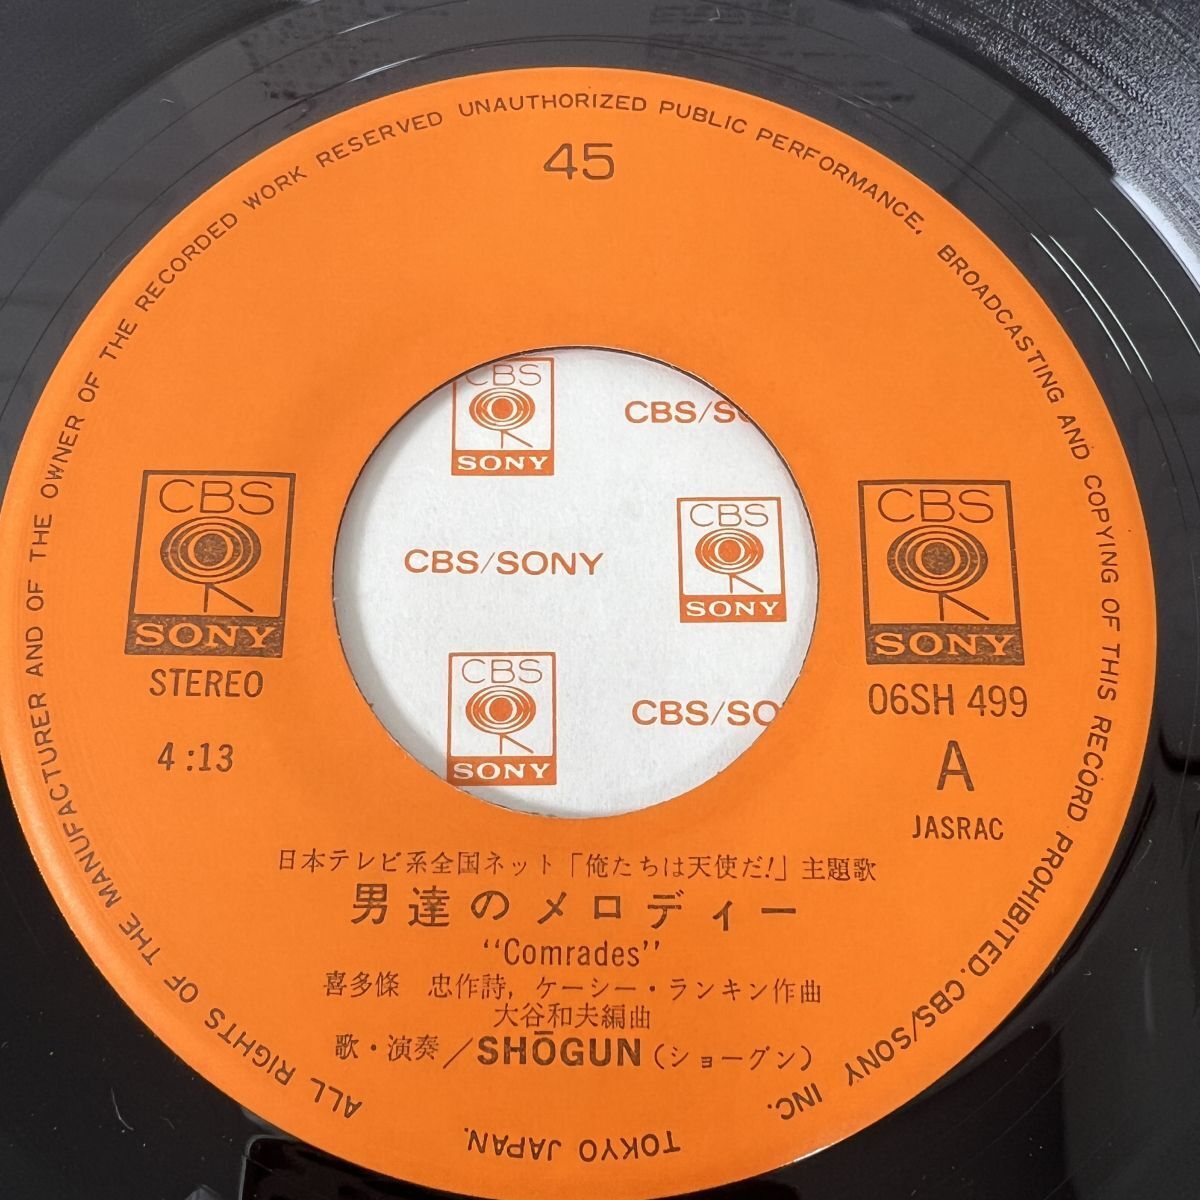 ALL RIGHTS OF THE MANUFACTURER AND OF THE OWNER OF THE RECORDED WORK RESERVED UNAUTHORIZED PUBLIC PERFORMANCE, BROADCASTING AND COPYING OF THIS RECORD PROHIBITED. CBS/SONY INC. TOKYO JAPAN.
45
CBS
SONY
STEREO
4:13
CBS
SONY
CBS/SO
CBS/SONY
CBS
SONY
CBS
SONY
CBS/SO
CBS
SONY
06SH 499
A
JASRAC
日本テレビ系全国ネット「俺たちは天使だ!」主題歌
男達のメロディー
“Comrades”
喜多條 忠作詩, ケーシー・ランキン作曲
大谷和夫編曲
歌・演奏/SHŌGUN(ショーグン)